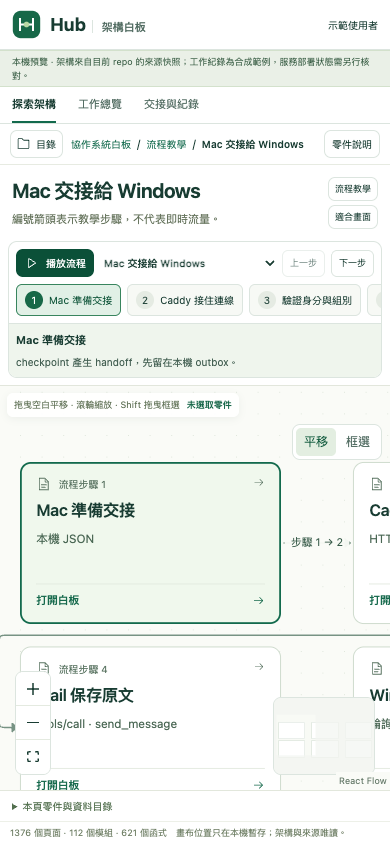 Hub 架構白板 示範使用者
本機預覽 · 架構來自目前 repo 的來源快照；工作紀錄為合成範例，服務部署狀態需另行核
對。
探索架構 工作總覽 交接與紀錄
目錄 協作系統白板 / 流程教學 / Mac 交接給 Windows 零件說明
Mac 交接給 Windows
流程教學
編號箭頭表示教學步驟，不代表即時流量。
適合畫面
播放流程 Mac 交接給 Windows 上一步 下一步
1 Mac 準備交接 2 Caddy 接住連線 3 驗證身分與組別
Mac 準備交接
checkpoint 產生 handoff，先留在本機 outbox。
拖曳空白平移 · 滾輪縮放 · Shift 拖曳框選 未選取零件
平移 框選
流程步驟 1
Mac 準備交接
本機 JSON
打開白板
步驟 1 → 2
Ca
HTT
打開
流程步驟 4
ail 保存原文
ols/call · send_message
打開白板
Wi
打開
React Flow
本頁零件與資料目錄
1376 個頁面 · 112 個模組 · 621 個函式 畫布位置只在本機暫存；架構與來源唯讀。